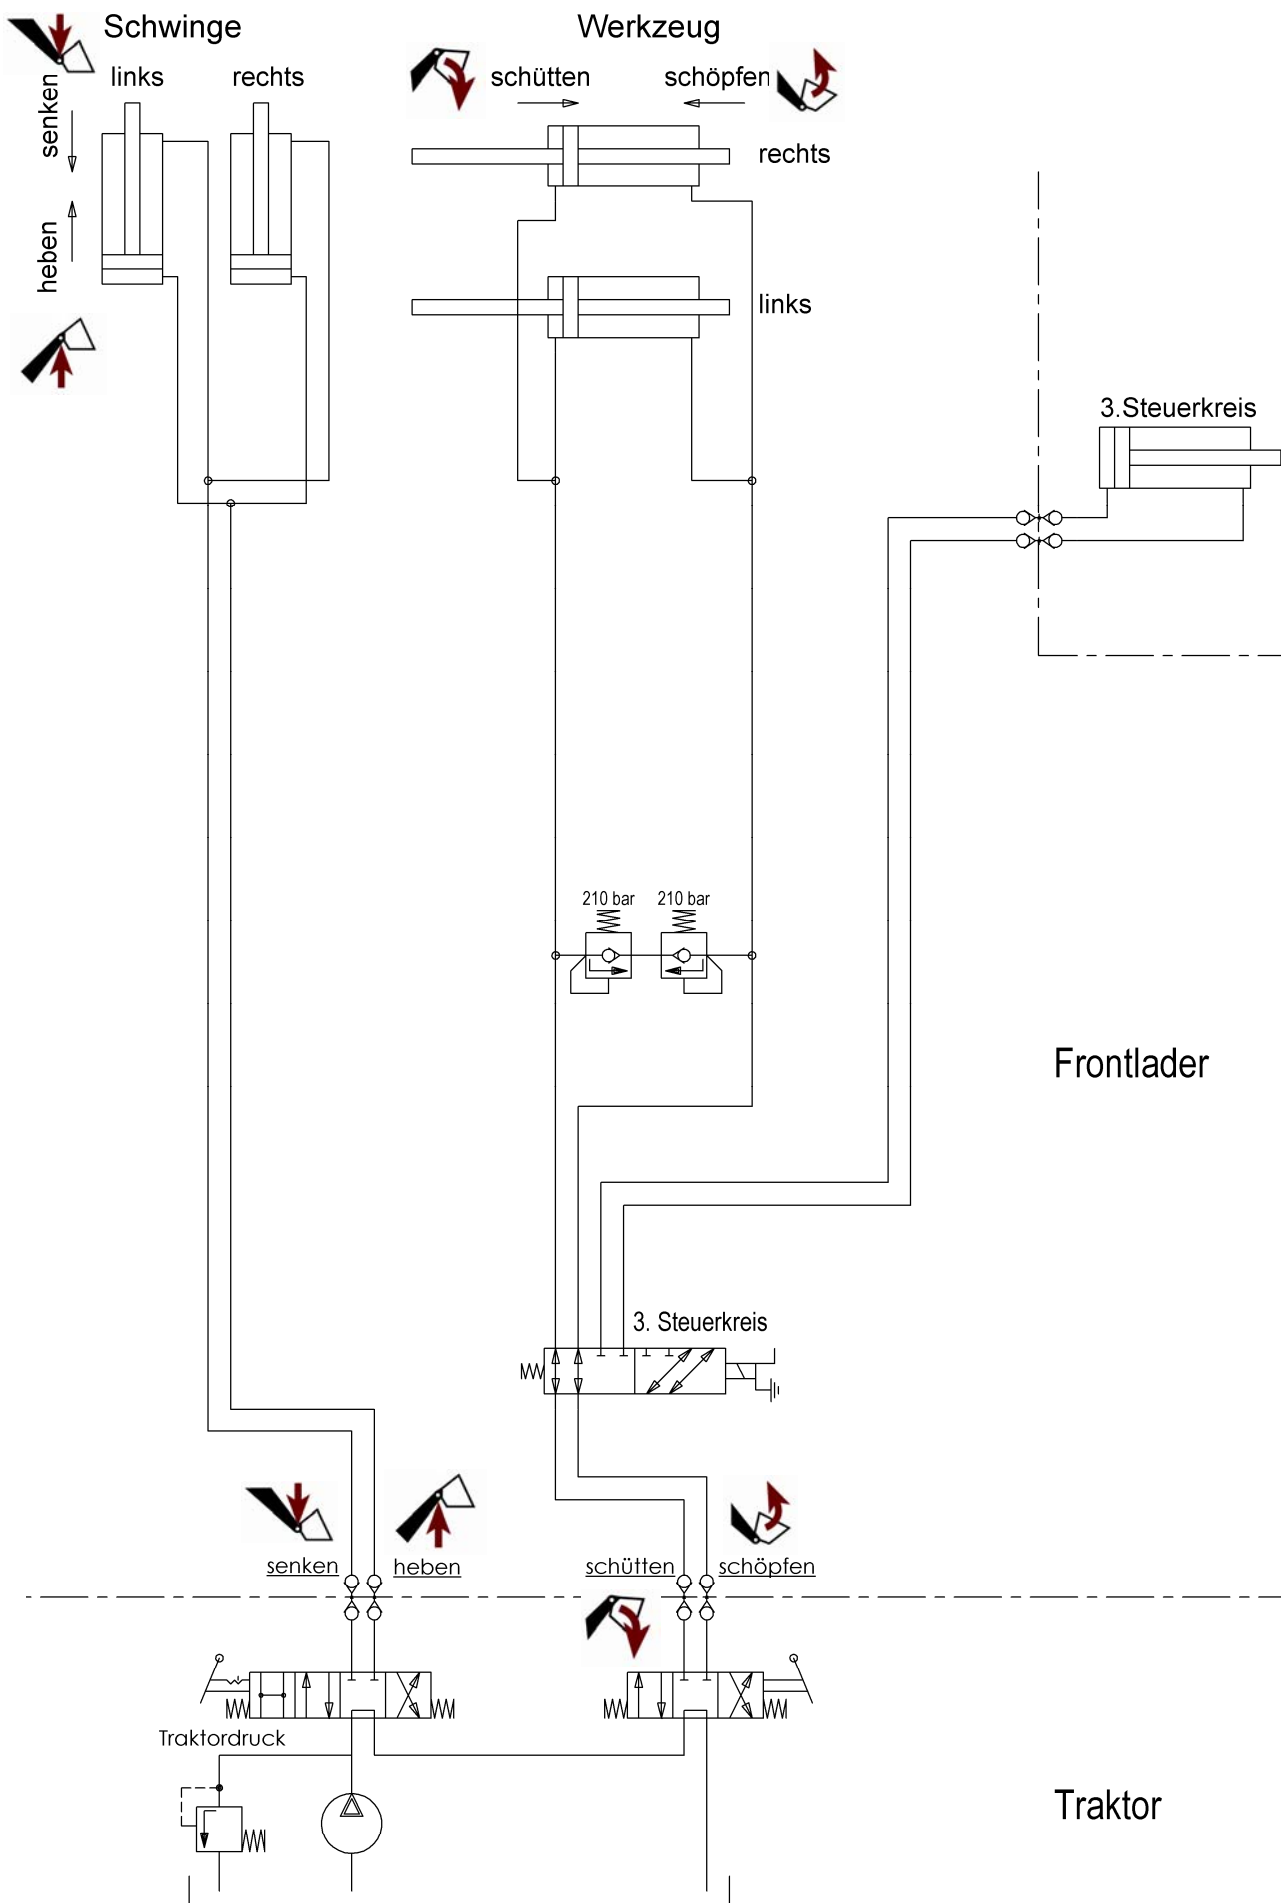 Schwinge
Werkzeug
links
rechts
schütten
schöpfen
senken
heben
rechts
links
3.Steuerkreis
210 bar
210 bar
Frontlader
3. Steuerkreis
senken
heben
schütten
schöpfen
Traktordruck
Traktor